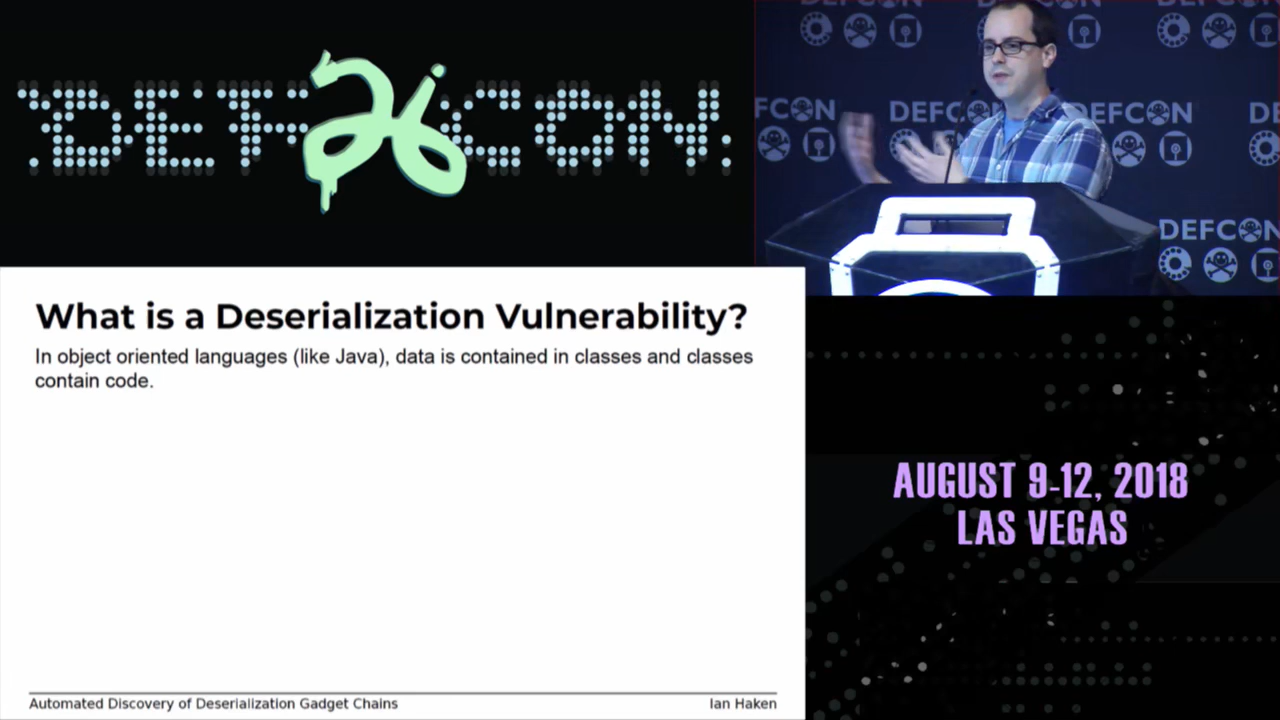 DEF CON
26
DEFCON
DEFCON
DEFCON
DEFCON
What is a Deserialization Vulnerability?
In object oriented languages (like Java), data is contained in classes and classes
contain code.
AUGUST 9-12, 2018
LAS VEGAS
Automated Discovery of Deserialization Gadget Chains
Ian Haken